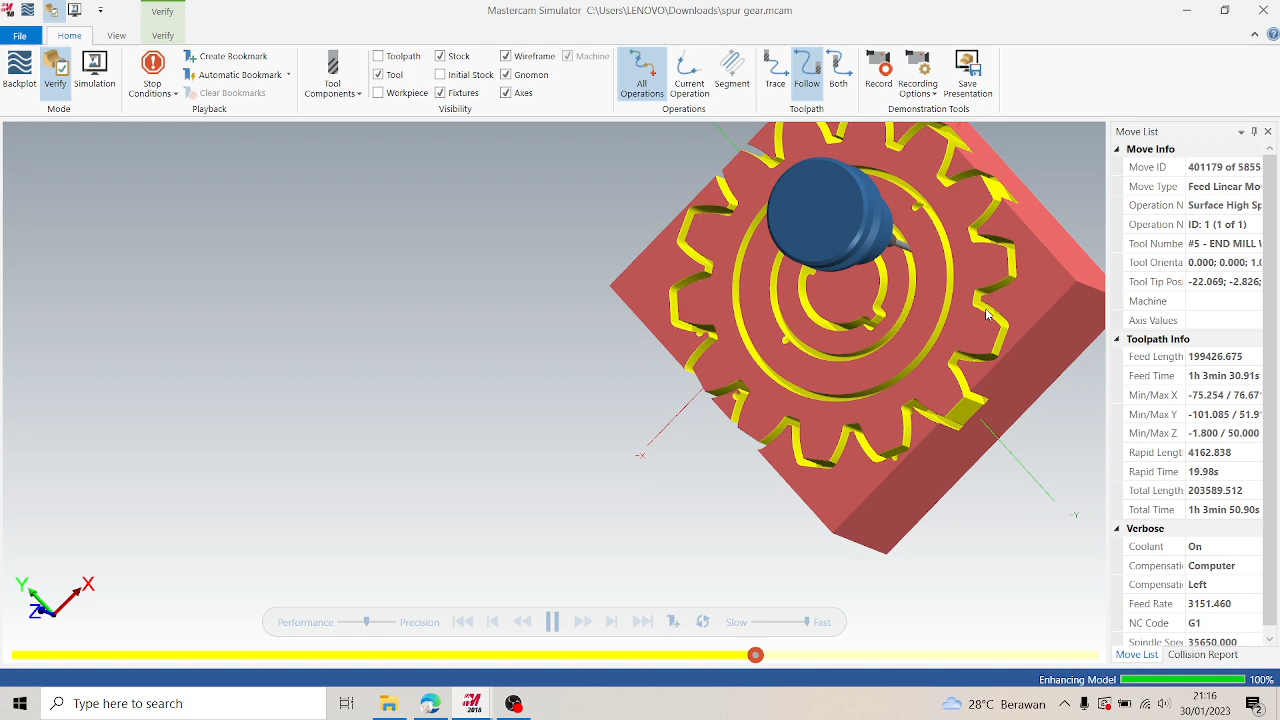 Verify
Mastercam Simulator C:\Users\LENOVO\Downloads\spur gear.mcam
File
Home
View
Verify
Backplot
Verify
Simulation
Mode
Stop
Conditions
Create Bookmark
Automatic Bookmark
Clear Bookmarks
Playback
Tool
Components
Toolpath
Stock
Wireframe
Machine
Tool
Initial Stock
Gnomon
Workpiece
Fixtures
Axes
Visibility
All
Operations
Current
Operation
Segment
Operations
Trace
Follow
Both
Toolpath
Record
Recording
Options
Save
Presentation
Demonstration Tools
Move List
Move Info
Move ID 401179 of 5855
Move Type Feed Linear Mo
Operation N Surface High Sp
Operation N ID: 1 (1 of 1)
Tool Number #5 - END MILL
Tool Orienta 0.000; 0.000; 1.0
Tool Tip Posi -22.069; -2.826;
Machine
Axis Values
Toolpath Info
Feed Length 199426.675
Feed Time 1h 3min 30.91s
Min/Max X -75.254 / 76.67
Min/Max Y -101.085 / 51.9
Min/Max Z -1.800 / 50.000
Rapid Lengt 4162.838
Rapid Time 19.98s
Total Length 203589.512
Total Time 1h 3min 50.90s
Verbose
Coolant On
Compensati Computer
Compensati Left
Feed Rate 3151.460
NC Code G1
Spindle Spee 35650.000
Move List
Collision Report
-X
-Y
Y
X
Z
Performance
Precision
Slow
Fast
Enhancing Model
100%
2018
Type here to search
28°C Berawan
21:16
30/01/2023
2